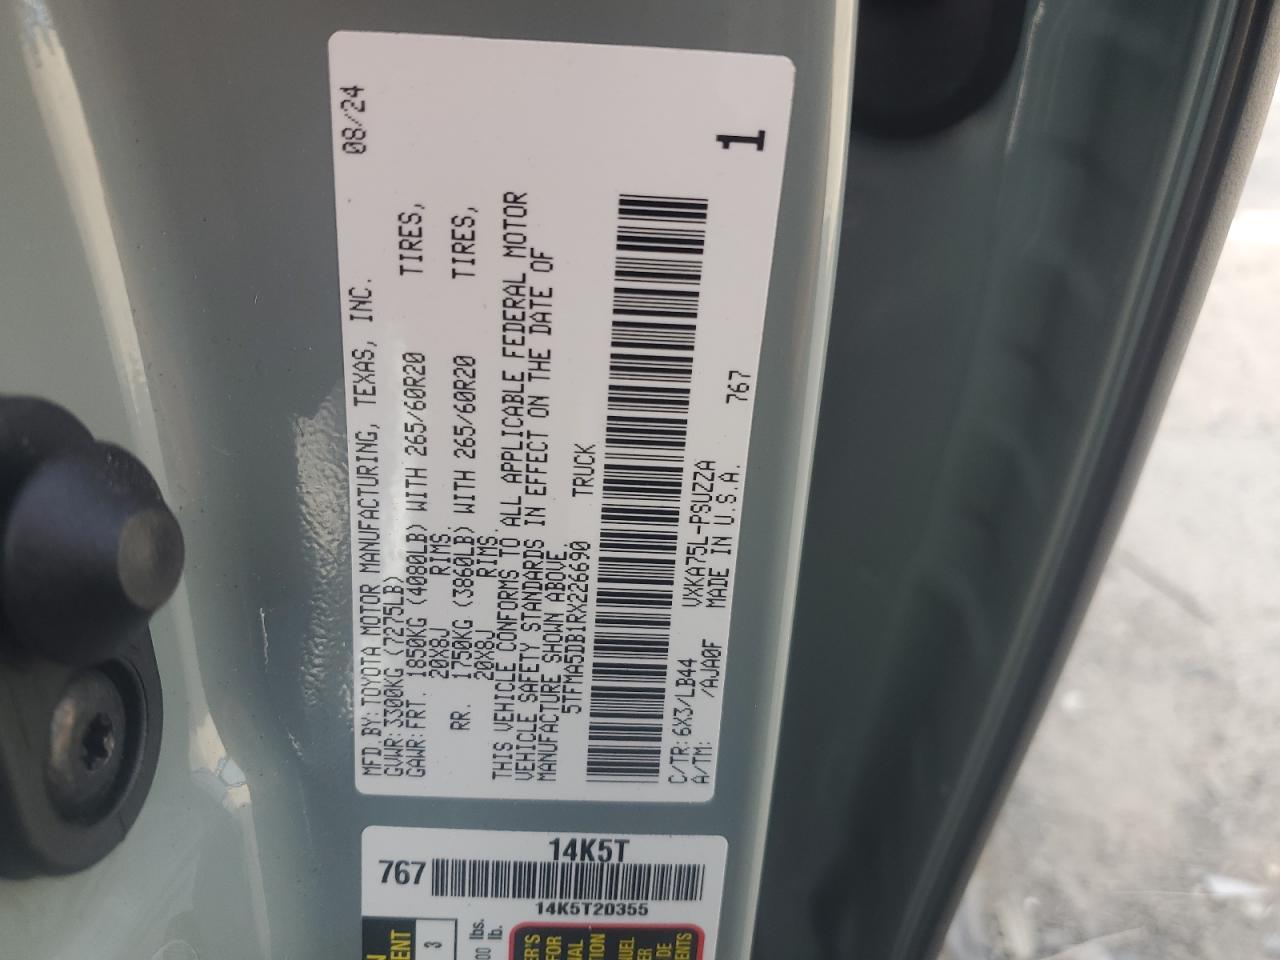 MFD.BY:TOYOTA MOTOR MANUFACTURING, TEXAS, INC. 08/24
GVWR:3300KG (7275LB)
GAWR:FRT. 1850KG (4080LB) WITH 265/60R20 TIRES,
20X8J RIMS.
RR. 1750KG (3860LB) WITH 265/60R20 TIRES,
20X8J RIMS.
THIS VEHICLE CONFORMS TO ALL APPLICABLE FEDERAL MOTOR
VEHICLE SAFETY STANDARDS IN EFFECT ON THE DATE OF
MANUFACTURE SHOWN ABOVE.
5TFMA5DB1RX226690 TRUCK
C/TR:6X3/LB44 VXKA75L-PSUZZA
A/TM: /AJA0F MADE IN U.S.A. 767
1
14K5T
767
14K5T20355
3
lbs.
lb.